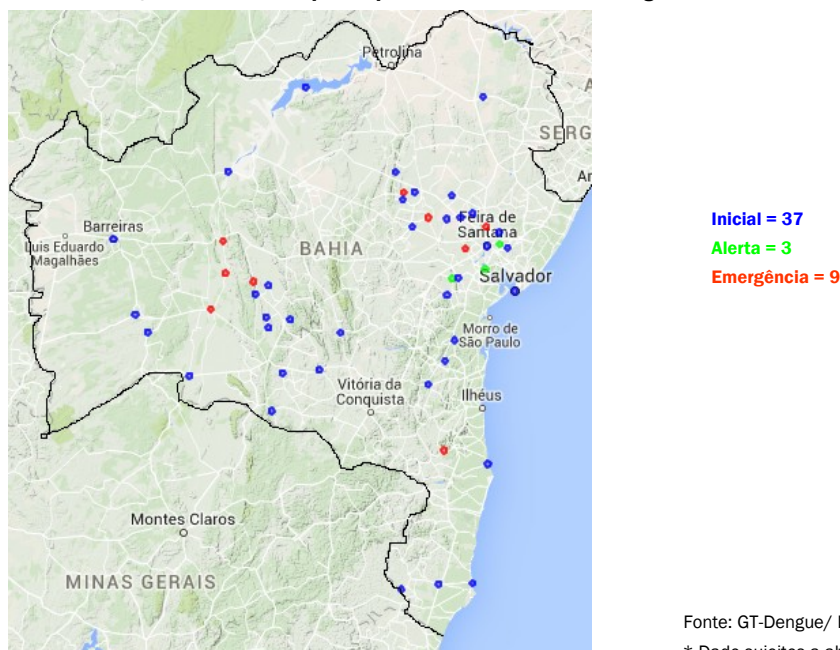 Petrolina
SERG
Barreiras
Luis Eduardo
Magalhães
BAHIA
Feira de
Santana
Salvador
Morro de
São Paulo
Vitória da
Conquista
Ilhéus
Montes Claros
MINAS GERAIS
Inicial = 37
Alerta = 3
Emergência = 9
Fonte: GT-Dengue/